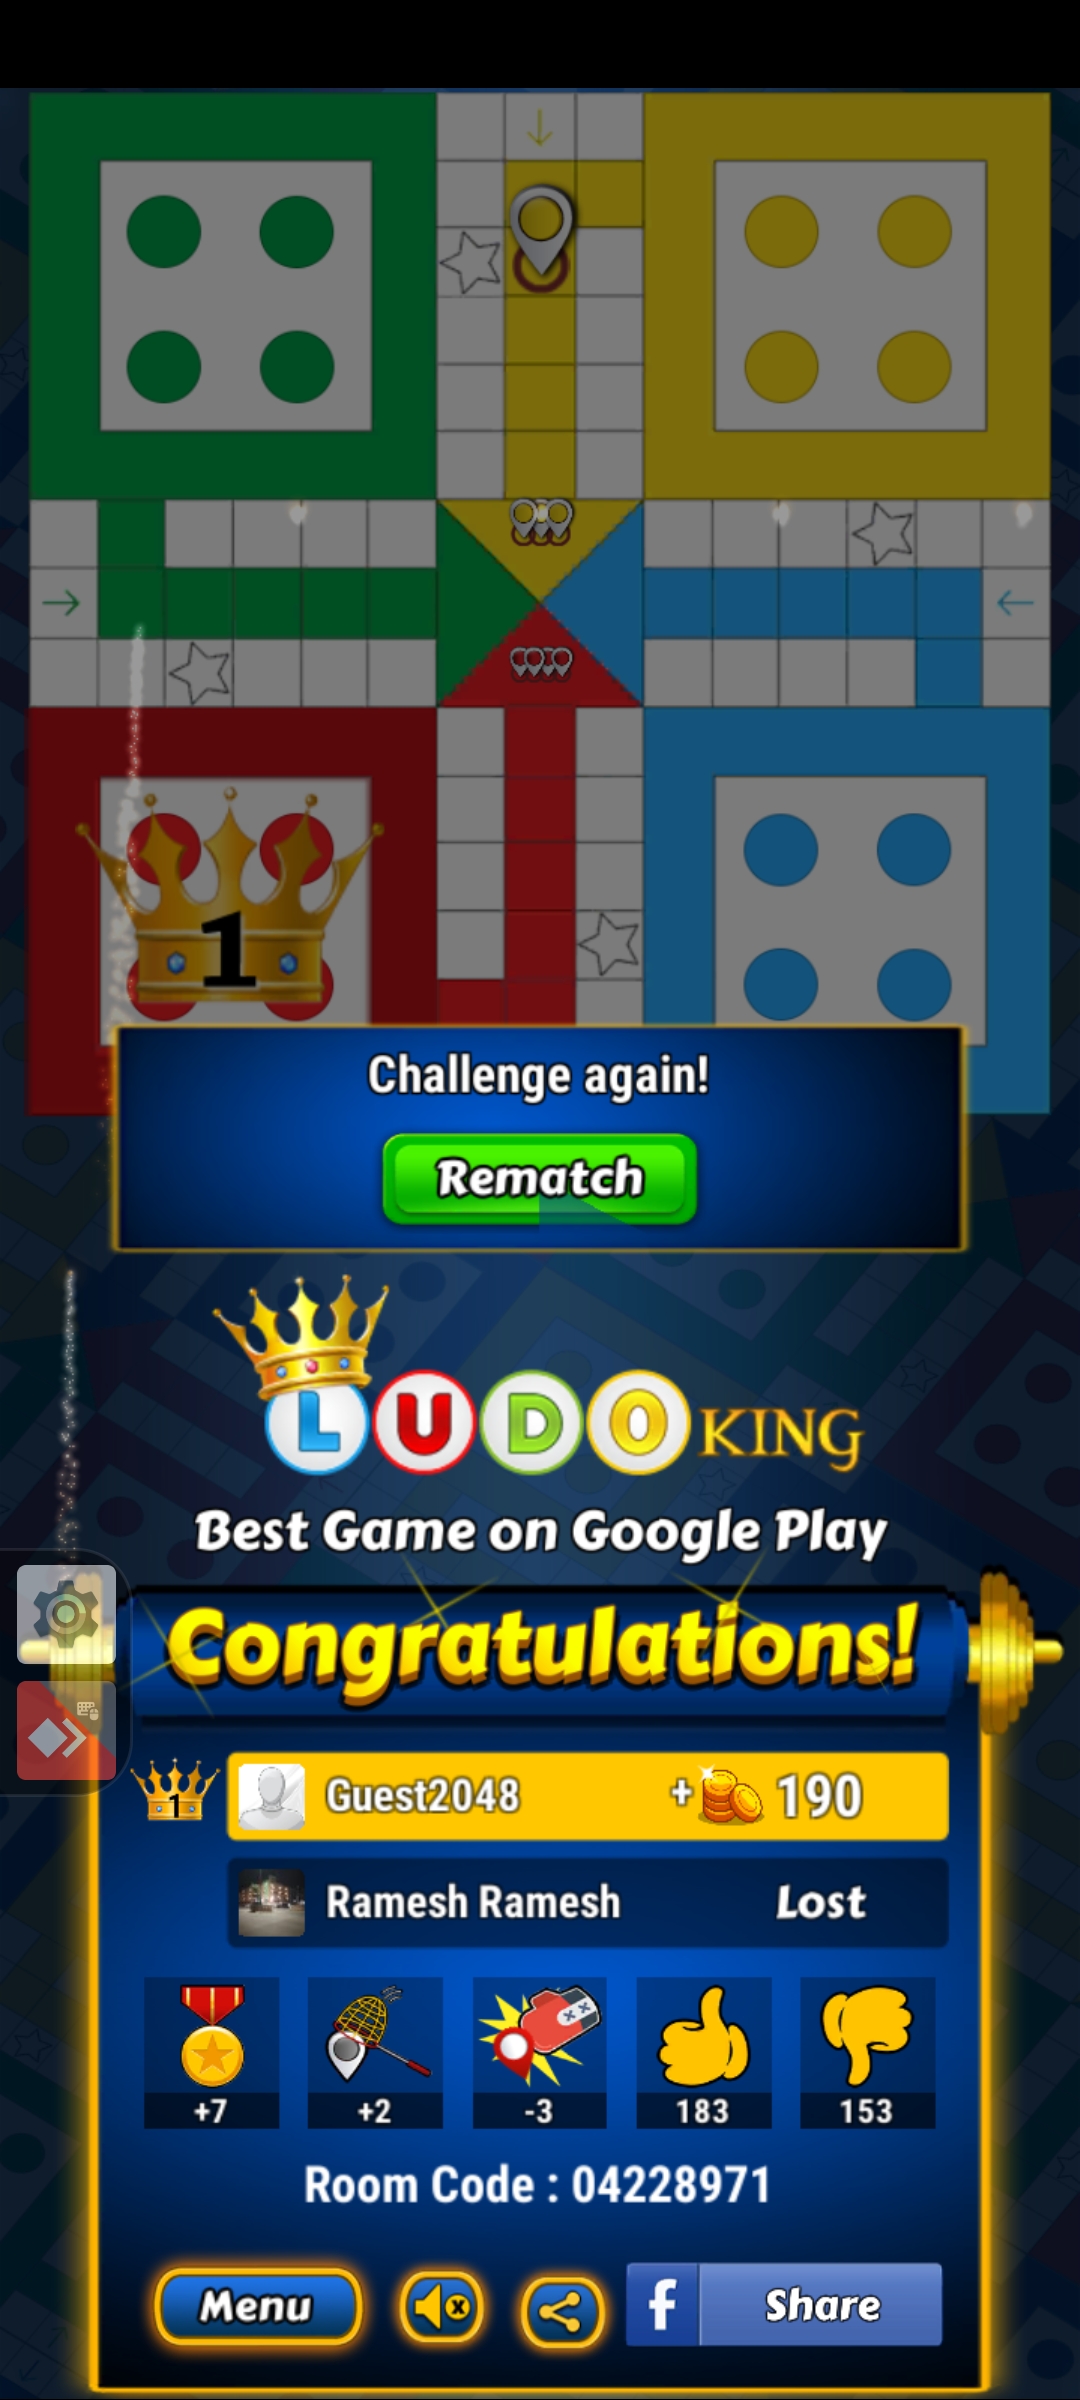 1
Challenge again!
Rematch
LUDO KING
Best Game on Google Play
Congratulations!
1 Guest2048 + 190
Ramesh Ramesh Lost
+7 +2 -3 183 153
Room Code : 04228971
Menu f Share